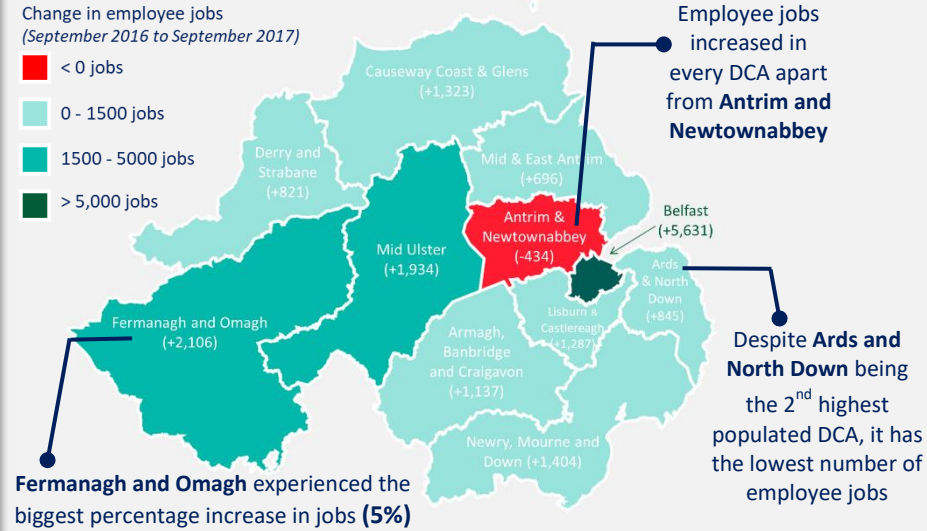 Change in employee jobs
(September 2016 to September 2017)
< 0 jobs
0 - 1500 jobs
1500 - 5000 jobs
> 5,000 jobs
Employee jobs
increased in
every DCA apart
from Antrim and
Newtownabbey
Causeway Coast & Glens
(+1,323)
Derry and
Strabane
(+821)
Mid & East Antrim
(+696)
Antrim &
Newtownabbey
(-434)
Belfast
(+5,631)
Mid Ulster
(+1,934)
Ards
& North
Down
(+845)
Lisburn &
Castlereagh
(+1,287)
Fermanagh and Omagh
(+2,106)
Armagh,
Banbridge
and Craigavon
(+1,137)
Newry, Mourne and
Down (+1,404)
Despite Ards and
North Down being
the 2nd highest
populated DCA, it has
the lowest number of
employee jobs
Fermanagh and Omagh experienced the
biggest percentage increase in jobs (5%)